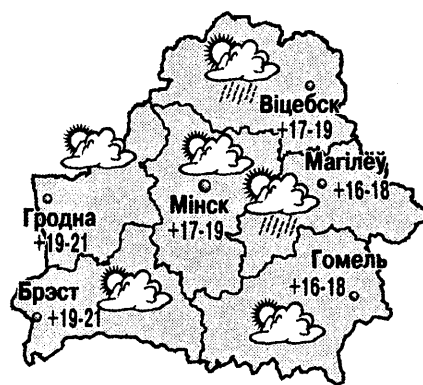 Віцебск
+17-19
Магілёў
+16-18
Мінск
+17-19
Гродна
+19-21
Гомель
+16-18
Брэст
+19-21